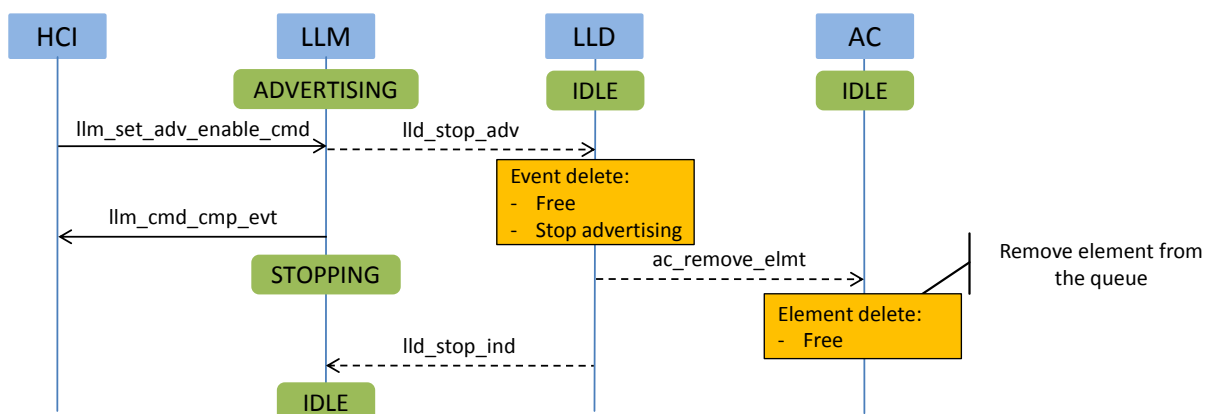 HCI
LLM
LLD
AC
ADVERTISING
IDLE
IDLE
llm_set_adv_enable_cmd
lld_stop_adv
Event delete:
- Free
- Stop advertising
llm_cmd_cmp_evt
STOPPING
ac_remove_elmt
Remove element from
the queue
Element delete:
- Free
lld_stop_ind
IDLE